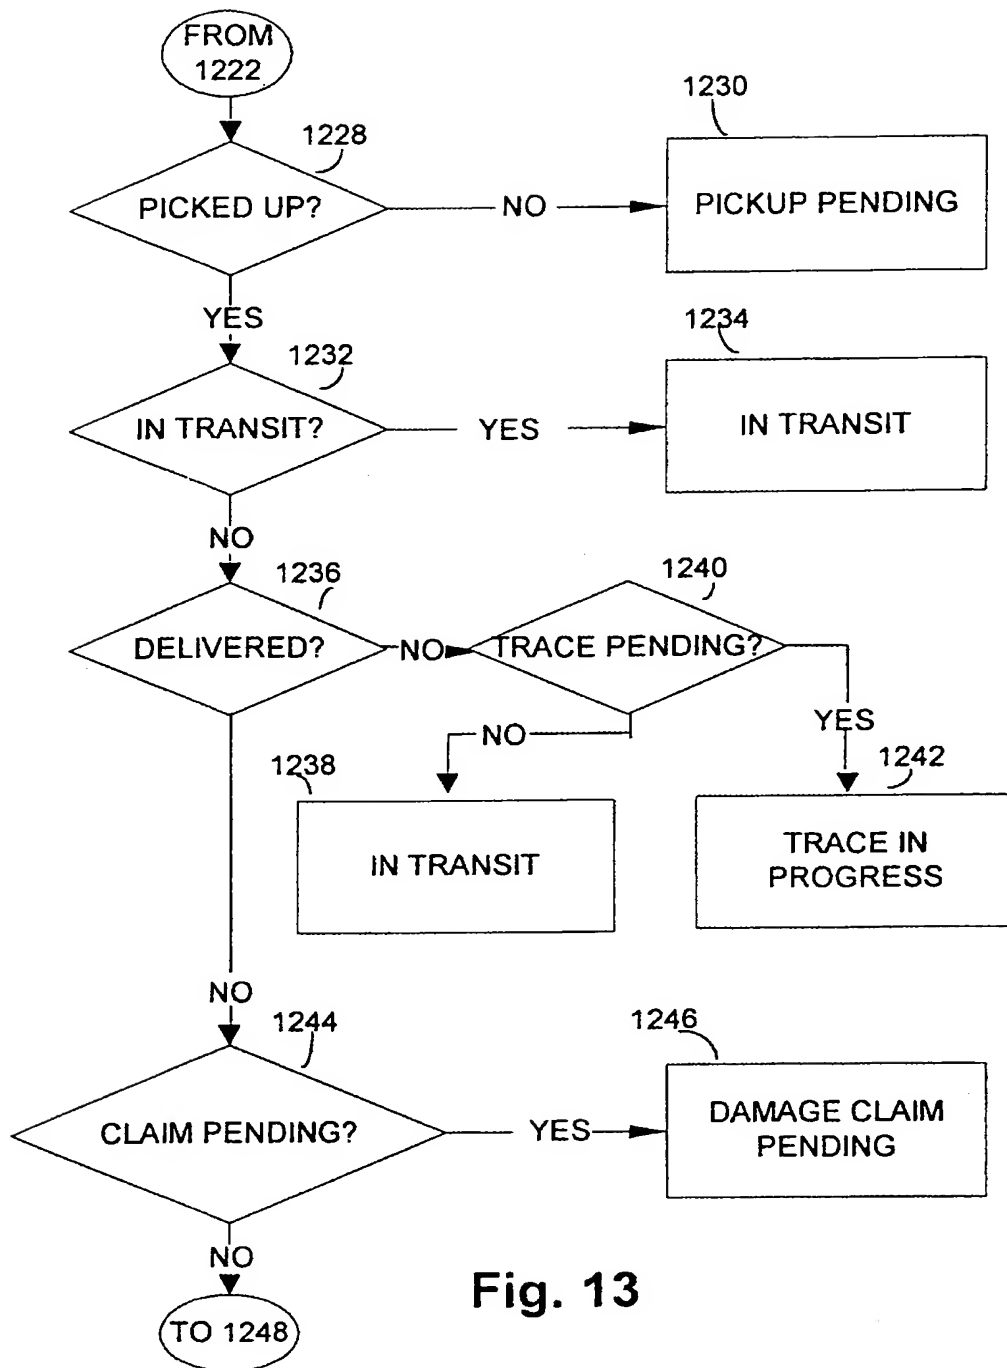 FROM
1222
1228
PICKED UP?
NO
1230
PICKUP PENDING
YES
1232
IN TRANSIT?
YES
1234
IN TRANSIT
NO
1236
DELIVERED?
NO
1240
TRACE PENDING?
NO
YES
1238
IN TRANSIT
1242
TRACE IN
PROGRESS
NO
1244
CLAIM PENDING?
YES
1246
DAMAGE CLAIM
PENDING
NO
TO 1248
Fig. 13